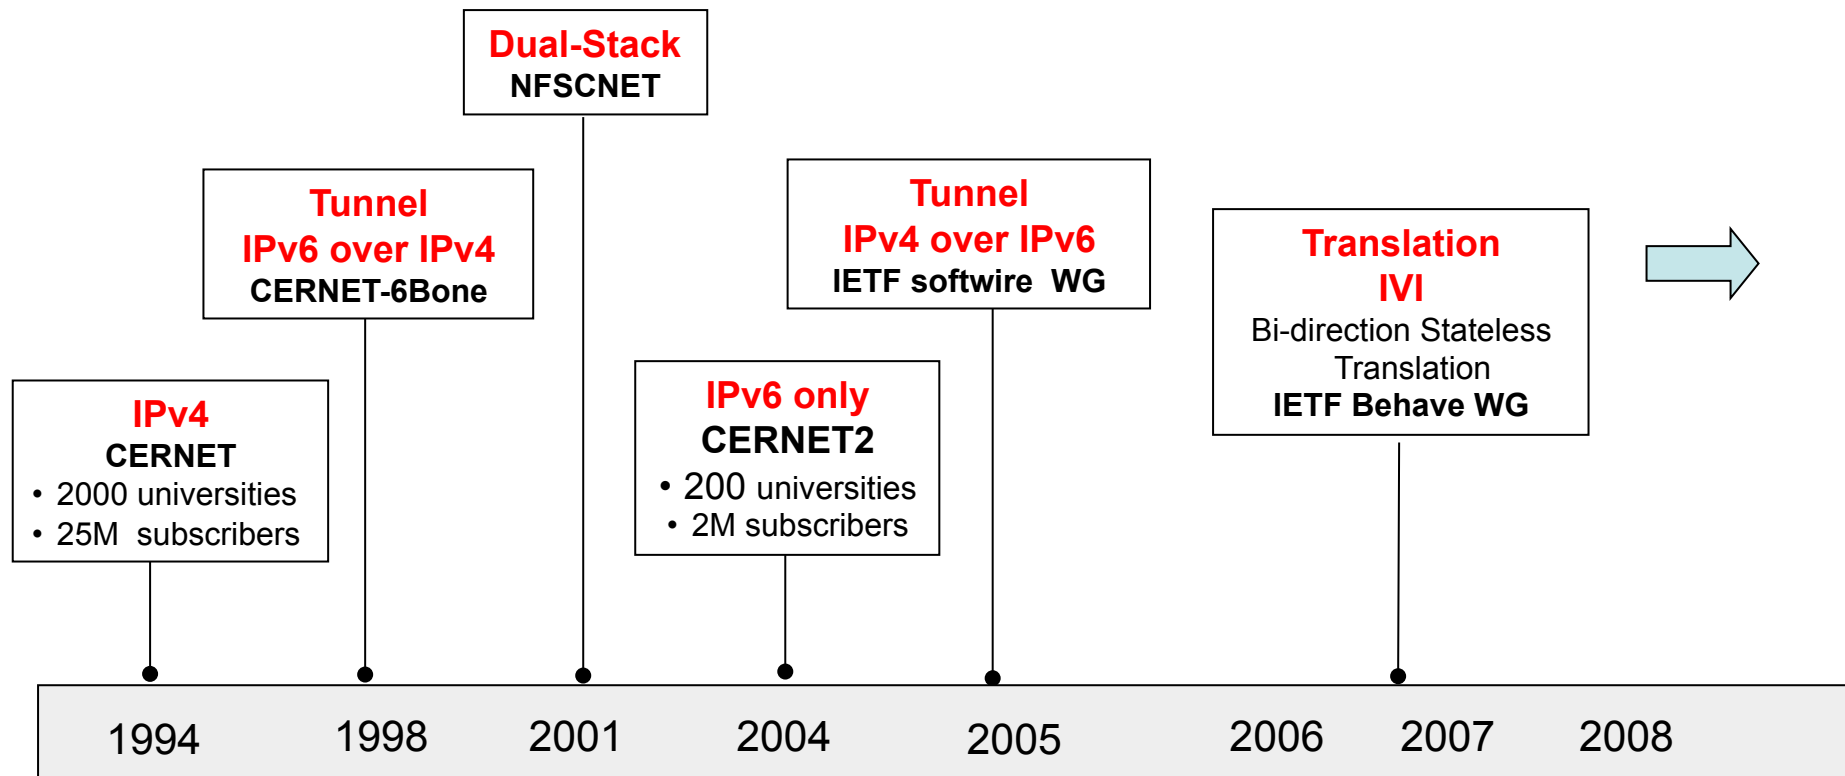 Dual-Stack
NFSCNET
Tunnel
IPv6 over IPv4
CERNET-6Bone
Tunnel
IPv4 over IPv6
IETF softwire  WG
Translation
IVI
Bi-direction Stateless
Translation
IETF Behave WG
IPv4
CERNET
• 2000 universities
• 25M  subscribers
IPv6 only
CERNET2
• 200 universities
• 2M subscribers
1994
1998
2001
2004
2005
2006
2007
2008